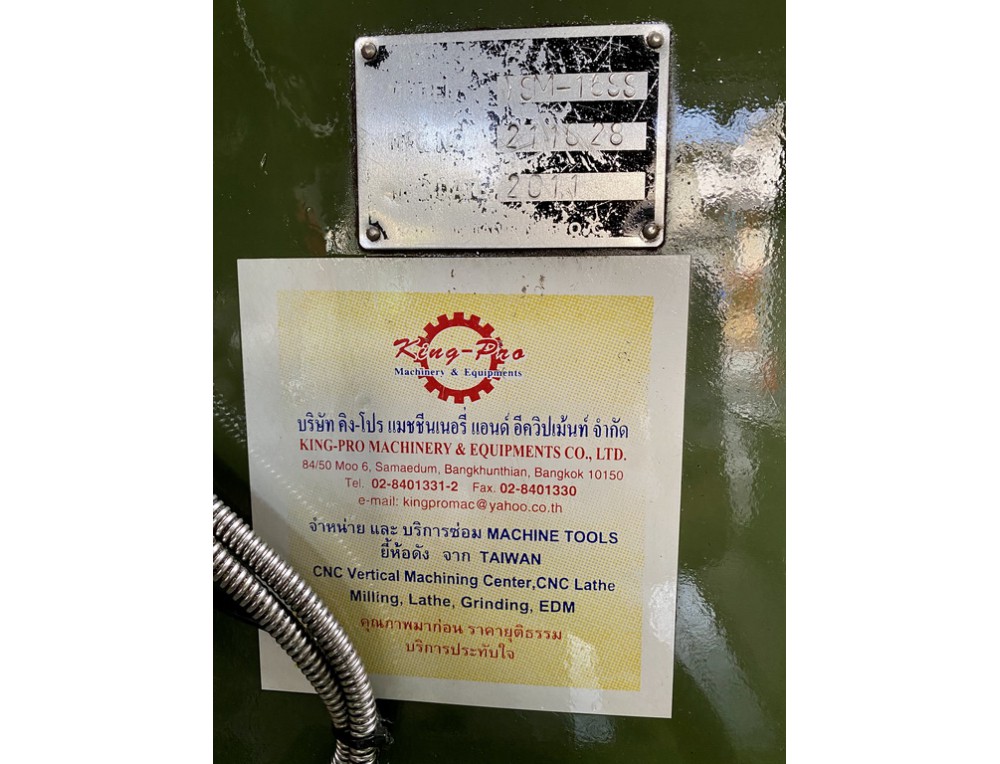 211828
2011
King-Pro
Machinery & Equipments
บริษัท คิง-โปร แมชชีนเนอรี่ แอนด์ อีควิปเม้นท์ จำกัด
KING-PRO MACHINERY & EQUIPMENTS CO., LTD.
84/50 Moo 6, Samaedum, Bangkhunthian, Bangkok 10150
Tel. 02-8401331-2 Fax. 02-8401330
e-mail: kingpromac@yahoo.co.th
จำหน่าย และ บริการซ่อม MACHINE TOOLS
ยี่ห้อดัง จาก TAIWAN
CNC Vertical Machining Center,CNC Lathe
Milling, Lathe, Grinding, EDM
คุณภาพมาก่อน ราคายุติธรรม
บริการประทับใจ